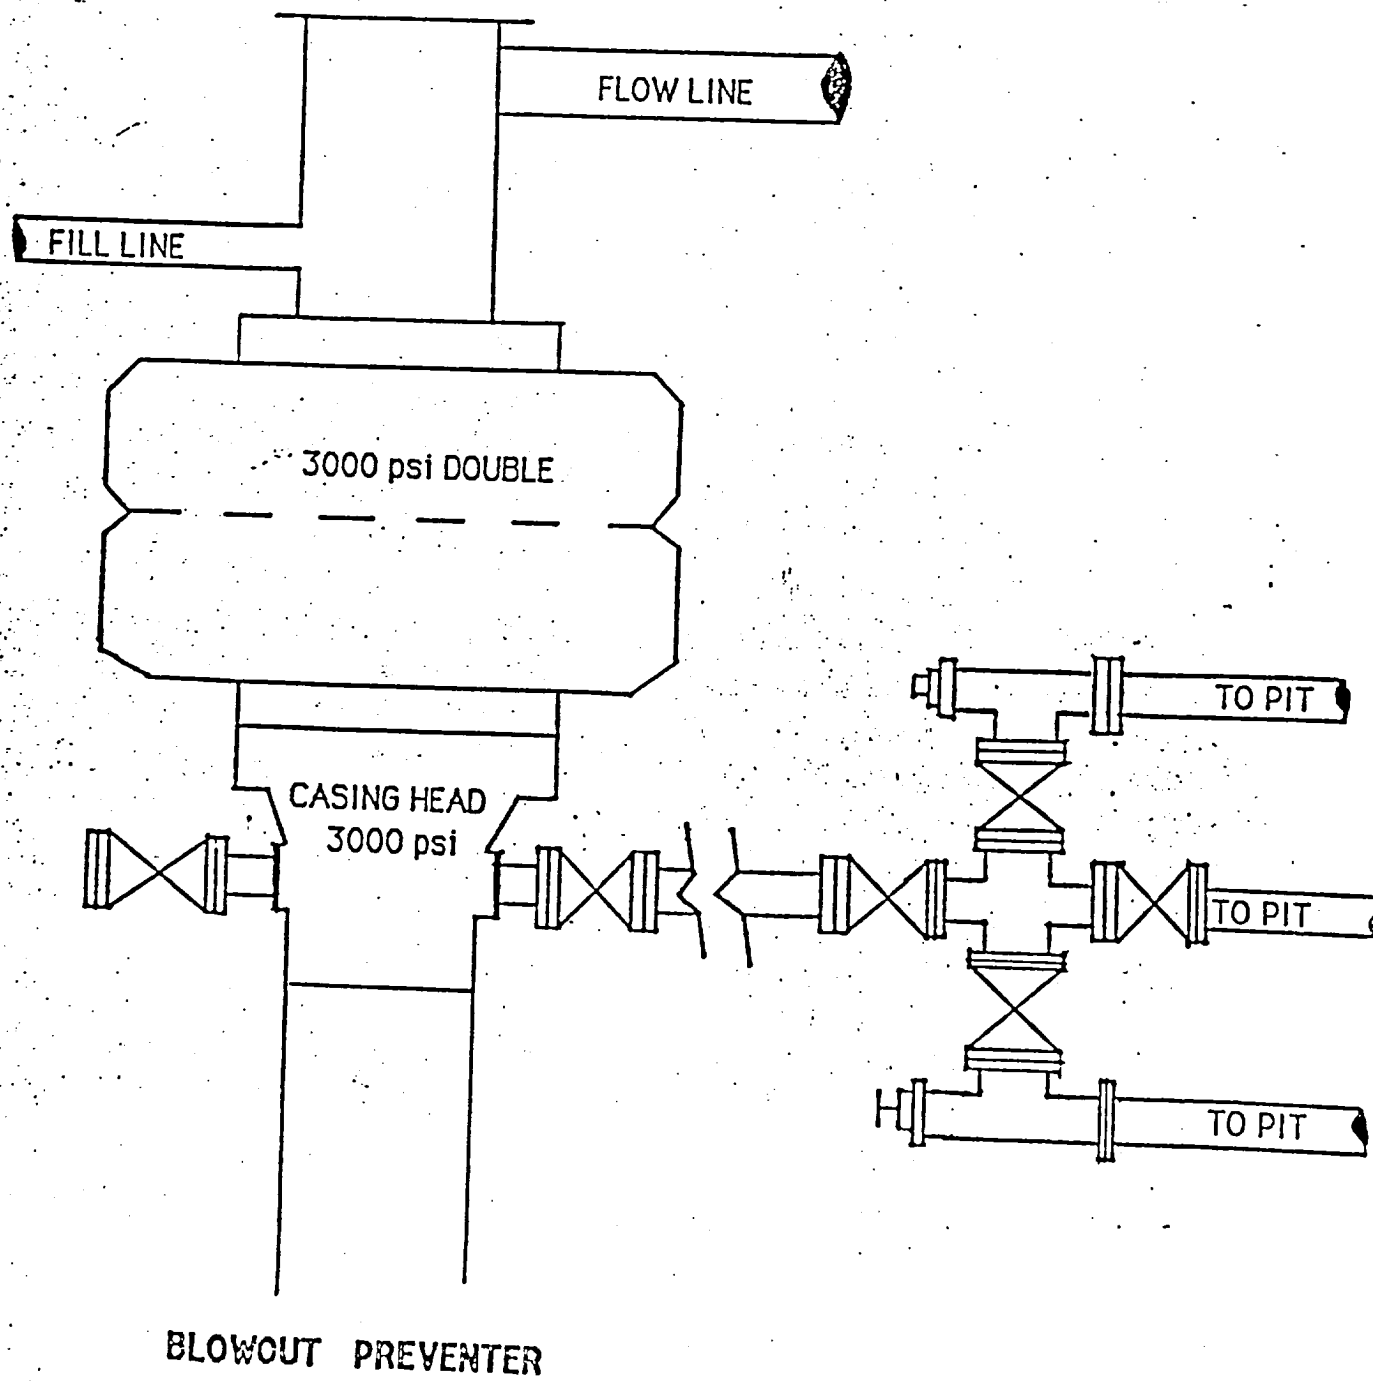 FLOW LINE
FILL LINE
3000 psi DOUBLE
TO PIT
CASING HEAD
3000 psi
TO PIT
TO PIT
BLOWOUT PREVENTER